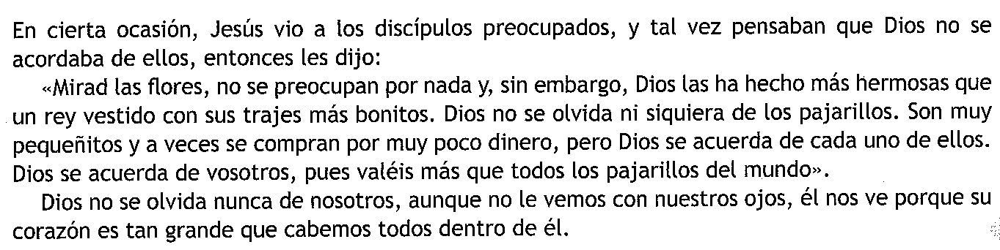 En cierta ocasión, Jesús vio a los discípulos preocupados, y tal vez pensaban que Dios no se
acordaba de ellos, entonces les dijo:
«Mirad las flores, no se preocupan por nada y, sin embargo, Dios las ha hecho más hermosas que
un rey vestido con sus trajes más bonitos. Dios no se olvida ni siquiera de los pajarillos. Son muy
pequeñitos y a veces se compran por muy poco dinero, pero Dios se acuerda de cada uno de ellos.
Dios se acuerda de vosotros, pues valéis más que todos los pajarillos del mundo».
Dios no se olvida nunca de nosotros, aunque no le vemos con nuestros ojos, él nos ve porque su
corazón es tan grande que cabemos todos dentro de él.